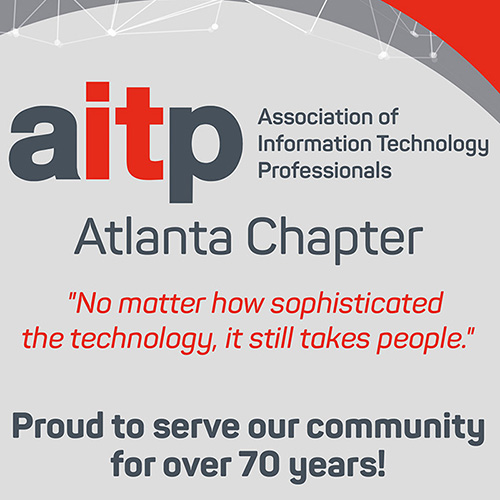 aitp
Association of
Information Technology
Professionals
Atlanta Chapter
"No matter how sophisticated
the technology, it still takes people."
Proud to serve our community
for over 70 years!